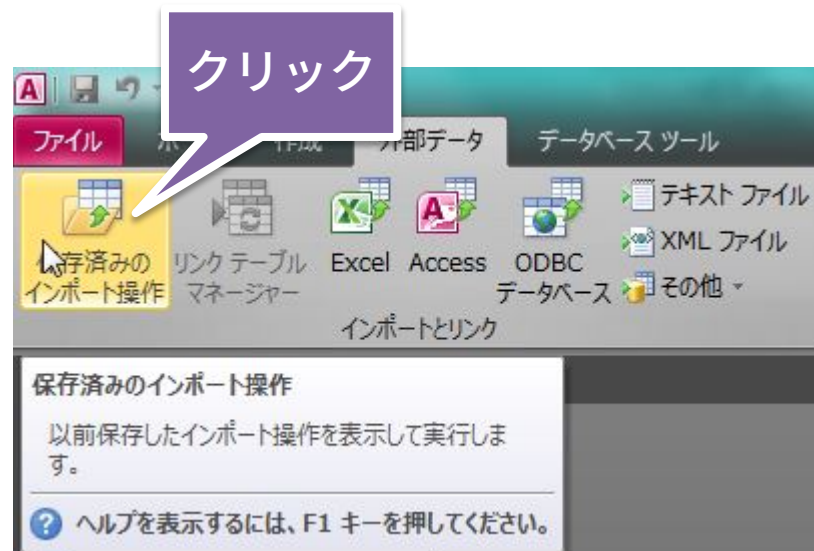 クリック
A
ファイル
外部データ
データベース ツール
保存済みの
インポート操作
リンク テーブル
マネージャー
Excel
Access
ODBC
データベース
テキスト ファイル
XML ファイル
その他
インポートとリンク
保存済みのインポート操作
以前保存したインポート操作を表示して実行しま
す。
ヘルプを表示するには、F1 キーを押してください。